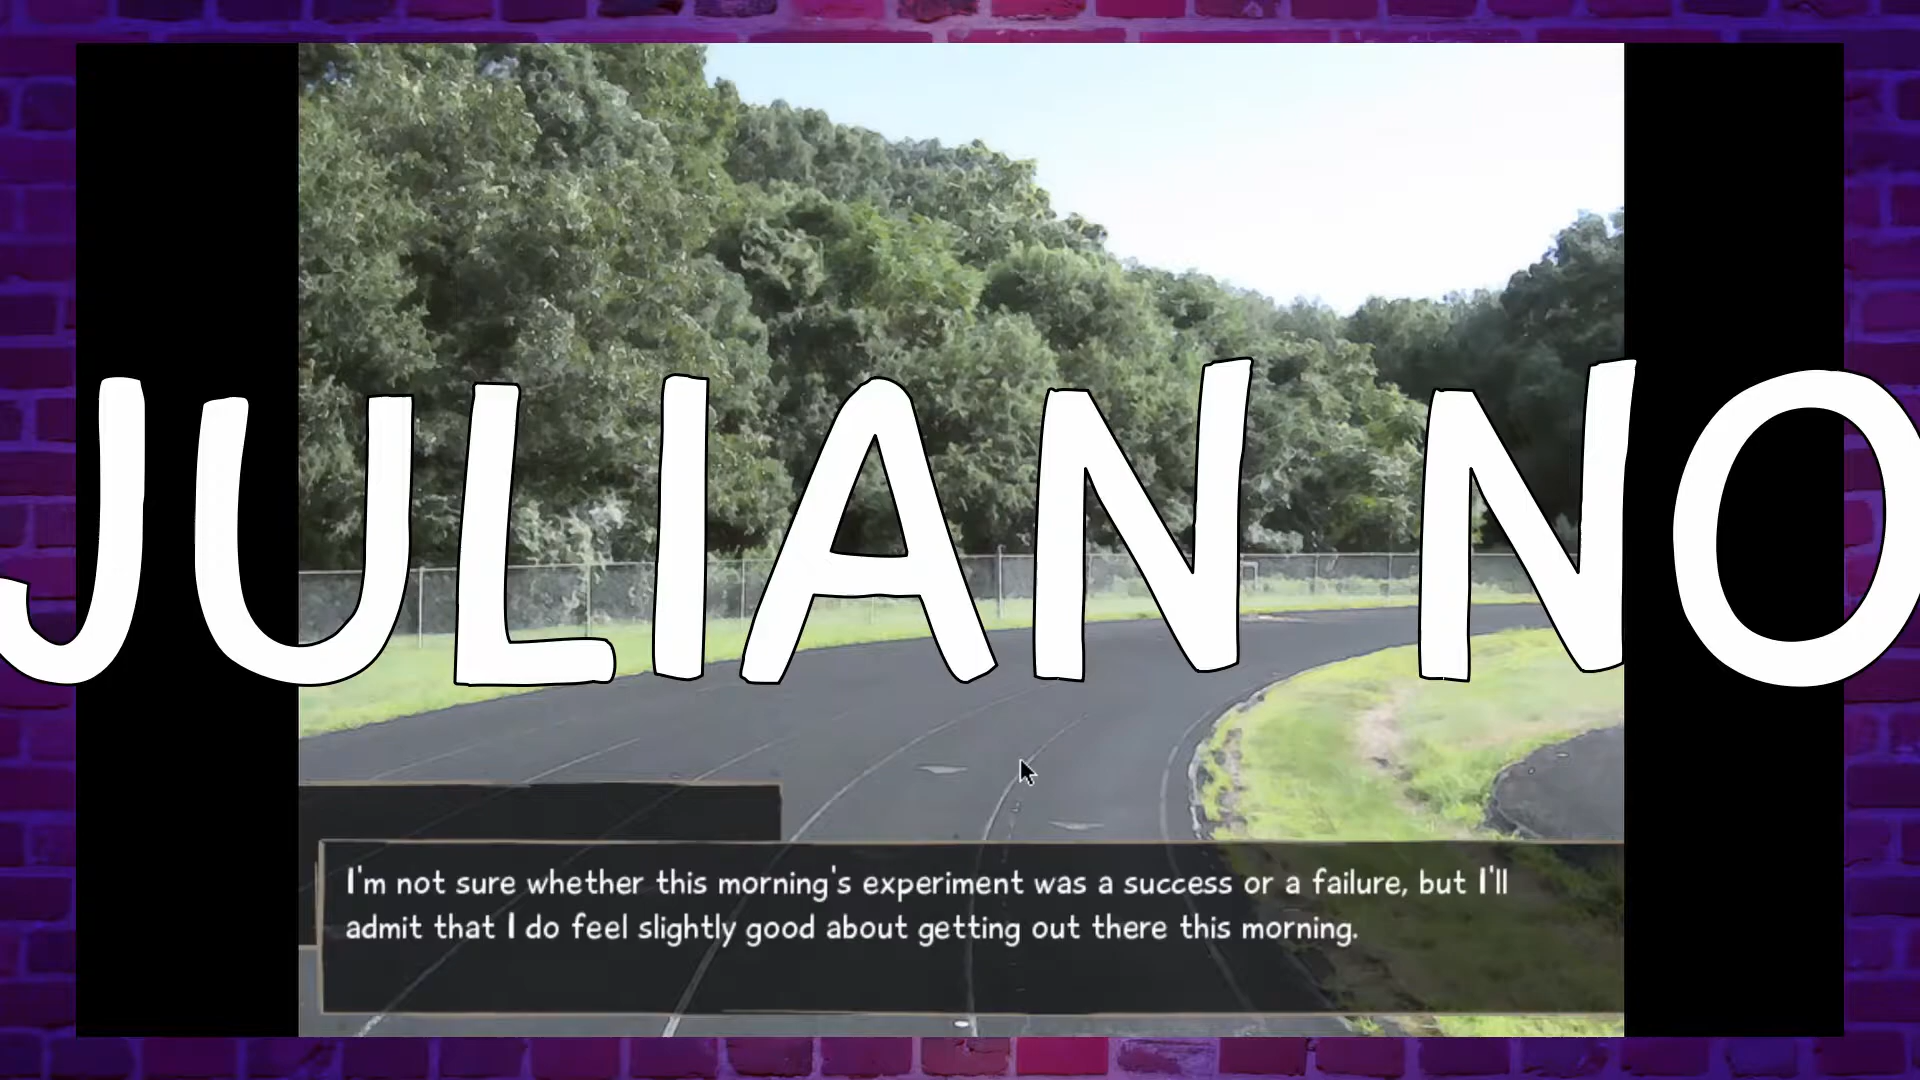 JULIAN NO
I'm not sure whether this morning's experiment was a success or a failure, but I'll
admit that I do feel slightly good about getting out there this morning.